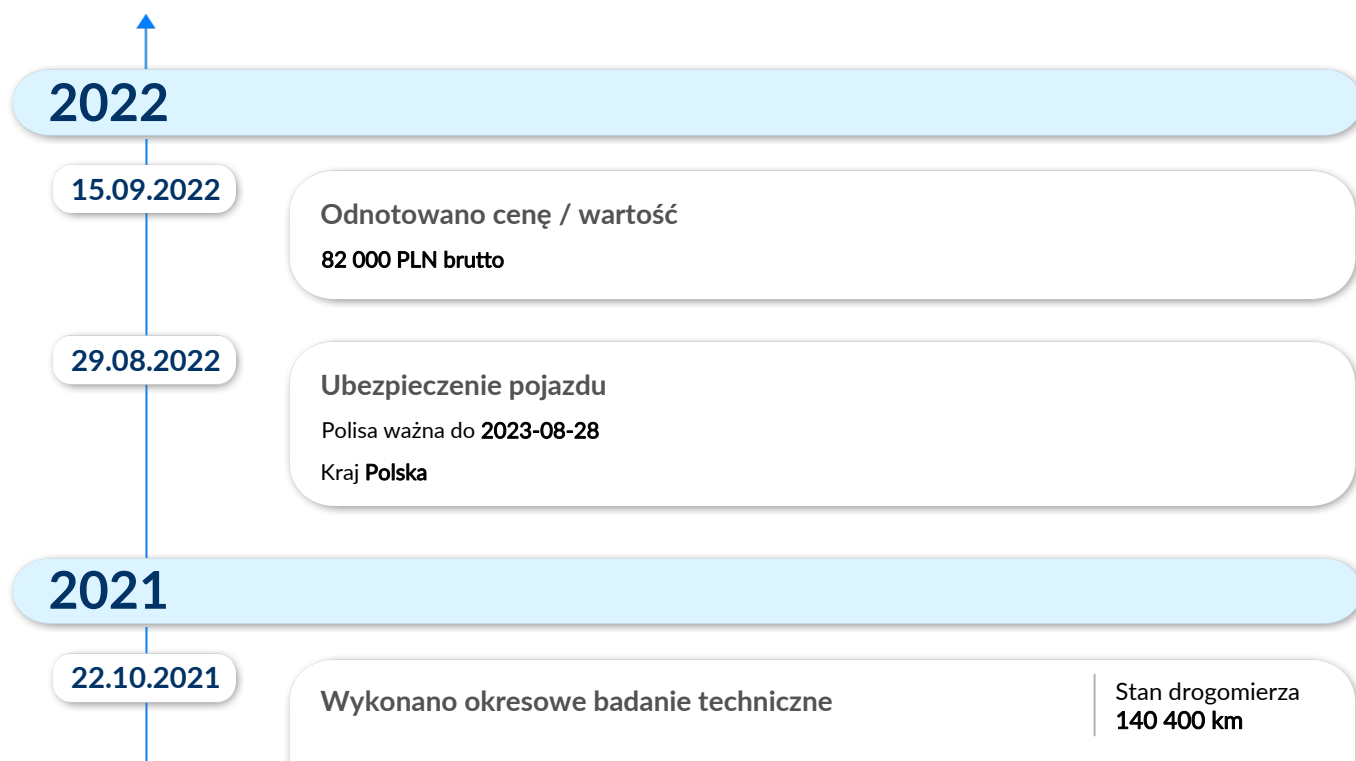 2022
15.09.2022
Odnotowano cenę / wartość
82 000 PLN brutto
29.08.2022
Ubezpieczenie pojazdu
Polisa ważna do 2023-08-28
Kraj Polska
2021
22.10.2021
Wykonano okresowe badanie techniczne
Stan drogomierza
140 400 km